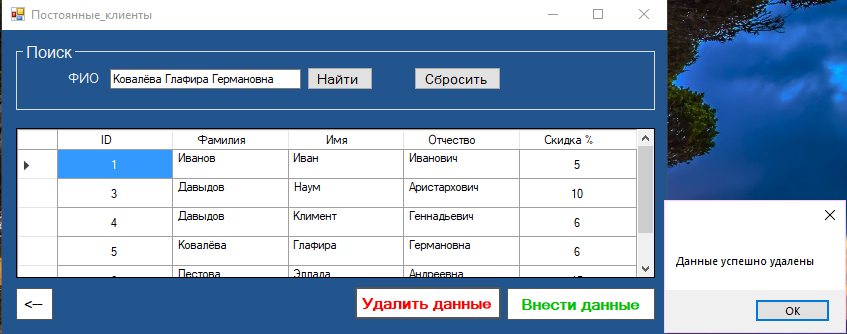 Постоянные_клиенты
Поиск
ФИО Ковалёва Глафира Германовна Найти Сбросить
ID Фамилия Имя Отчество Скидка %
1 Иванов Иван Иванович 5
3 Давыдов Наум Аристархович 10
4 Давыдов Климент Геннадьевич 6
5 Ковалёва Глафира Германовна 6
Пестова Эллада Андреевна
<-- Удалить данные Внести данные
Данные успешно удалены
OK